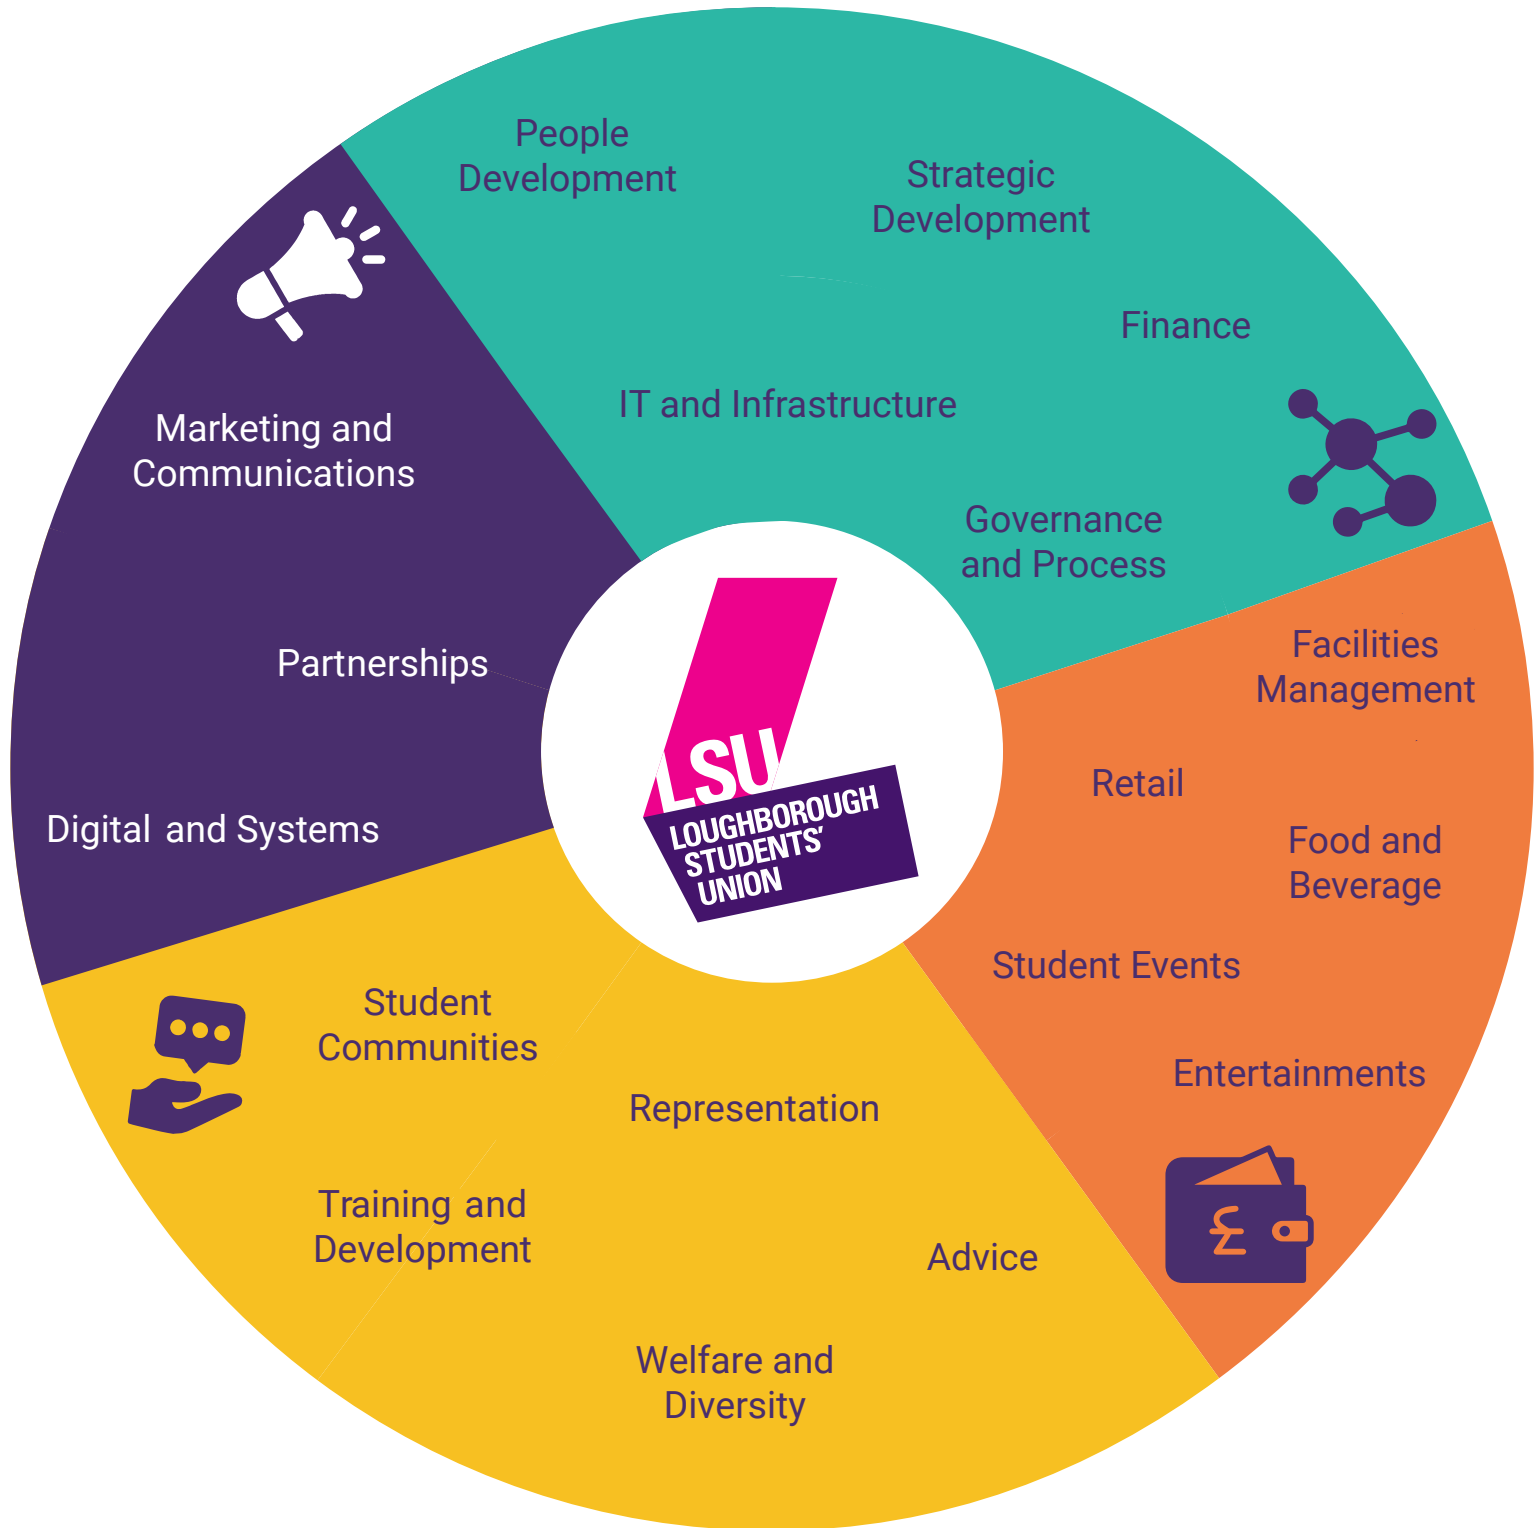 People
Development
Strategic
Development
Finance
IT and Infrastructure
Governance
and Process
Marketing and
Communications
Partnerships
Digital and Systems
LSU
LOUGHBOROUGH
STUDENTS'
UNION
Facilities
Management
Retail
Food and
Beverage
Student Events
Entertainments
£
Student
Communities
Representation
Training and
Development
Advice
Welfare and
Diversity